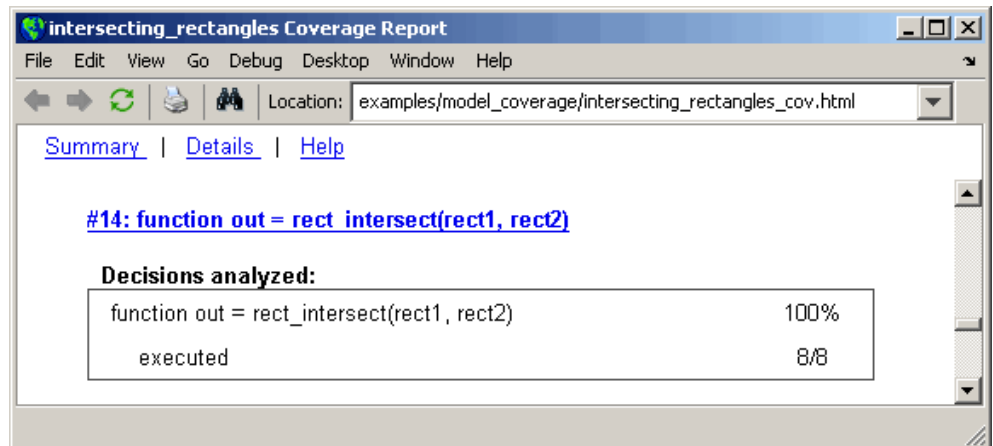 intersecting_rectangles Coverage Report
File Edit View Go Debug Desktop Window Help
Location: examples/model_coverage/intersecting_rectangles_cov.html
Summary | Details | Help
#14: function out = rect_intersect(rect1, rect2)
Decisions analyzed:
function out = rect_intersect(rect1, rect2) 100%
executed 8/8